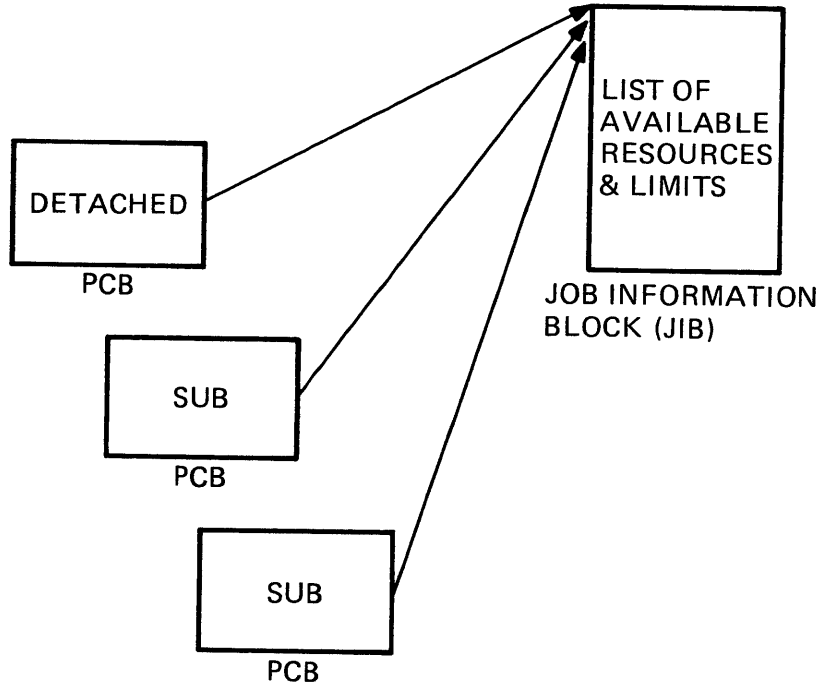 LIST OF
AVAILABLE
RESOURCES
& LIMITS
DETACHED
PCB
JOB INFORMATION
BLOCK (JIB)
SUB
PCB
SUB
PCB